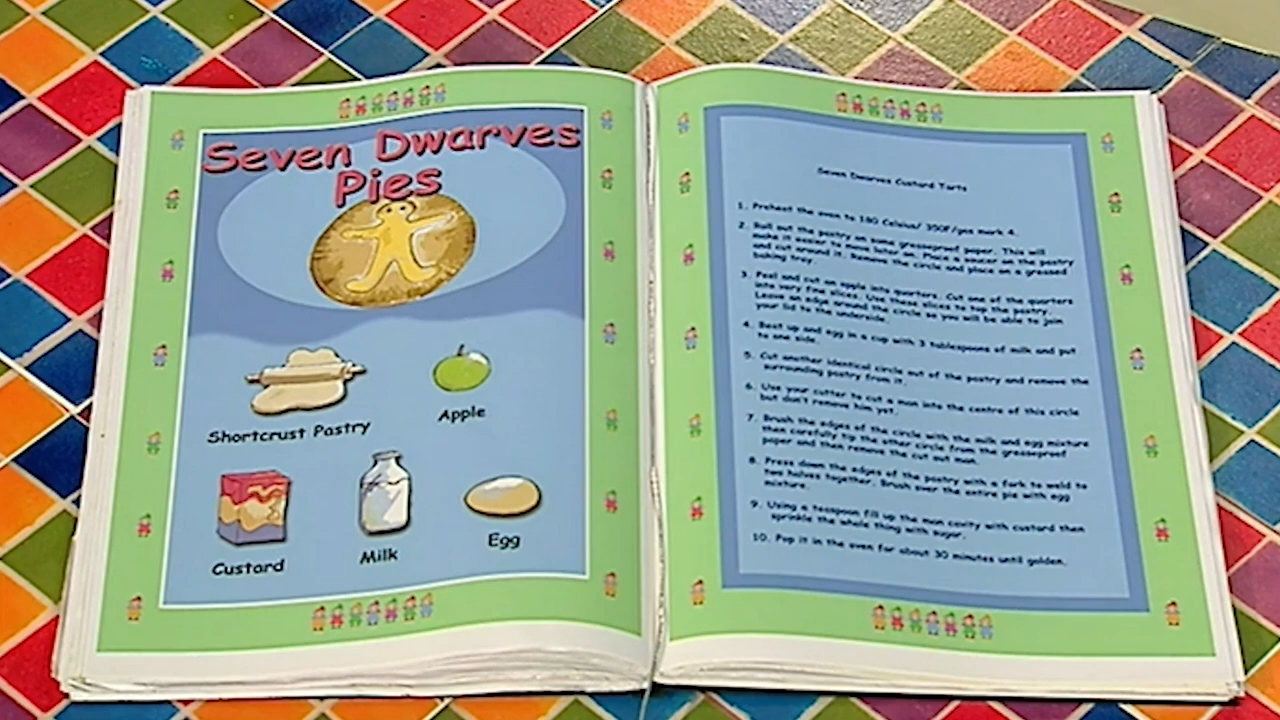 Seven Dwarves
Pies
Shortcrust Pastry
Apple
Custard
Milk
Egg
Seven Dwarves Custard Tarts
1. Preheat the oven to 180 Celsius/ 350F/gas mark 4.
2. Roll out the pastry on some greaseproof paper. This will
make it easier to move later on. Place a saucer on the pastry
and cut around it. Remove the circle and place on a greased
baking tray.
3. Peel and cut an apple into quarters. Cut one of the quarters
into very fine slices. Use these slices to top the pastry.
Leave an edge around the circle so you will be able to join
your lid to the underside.
4. Beat up and egg in a cup with 3 tablespoons of milk and put
to one side.
5. Cut another identical circle out of the pastry and remove the
surrounding pastry from it.
6. Use your cutter to cut a man into the centre of this circle
but don't remove him yet.
7. Brush the edges of the circle with the milk and egg mixture
then carefully tip the other circle from the greaseproof
paper and then remove the cut out man.
8. Press down the edges of the pastry with a fork to weld to
two halves together. Brush over the entire pie with egg
mixture.
9. Using a teaspoon fill up the man cavity with custard then
sprinkle the whole thing with sugar.
10. Pop it in the oven for about 30 minutes until golden.